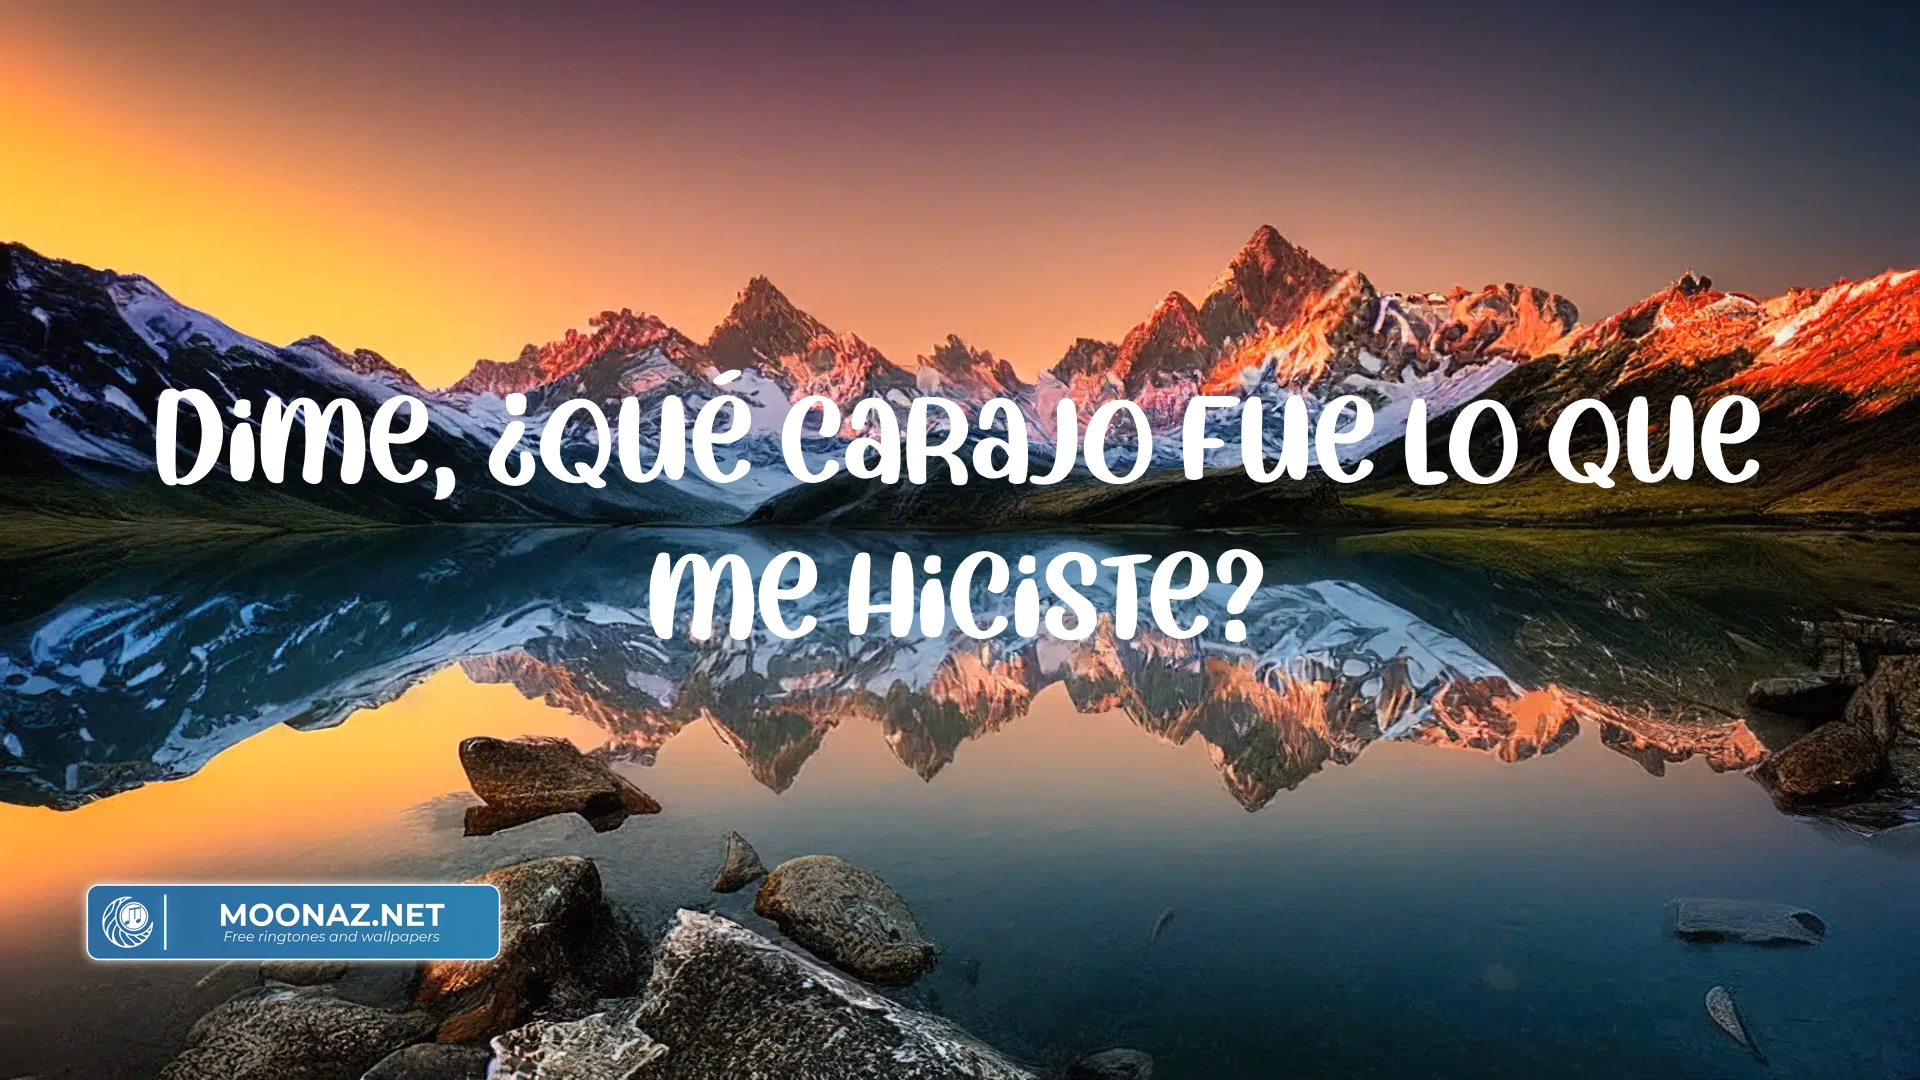 Dime, ¿Qué carajo fue lo que
me hiciste?
MOONAZ.NET
Free ringtones and wallpapers